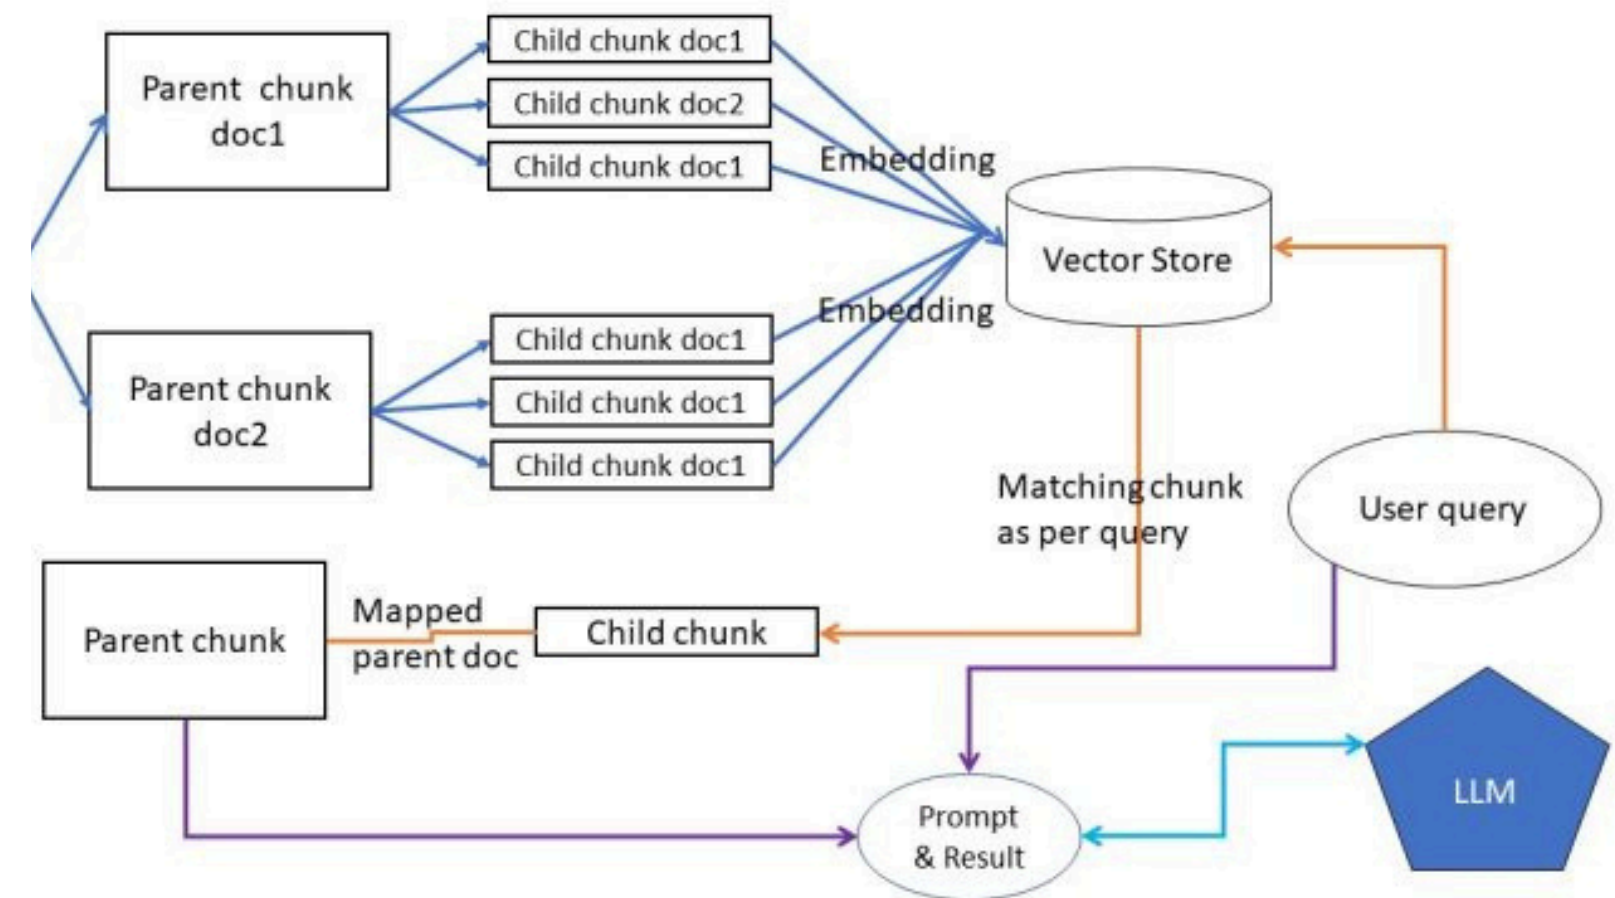 Parent chunk
doc1
Child chunk doc1
Child chunk doc2
Child chunk doc1
Embedding
Vector Store
Parent chunk
doc2
Child chunk doc1
Child chunk doc1
Child chunk doc1
Embedding
Matching chunk
as per query
User query
Parent chunk
Mapped
parent doc
Child chunk
Prompt
& Result
LLM